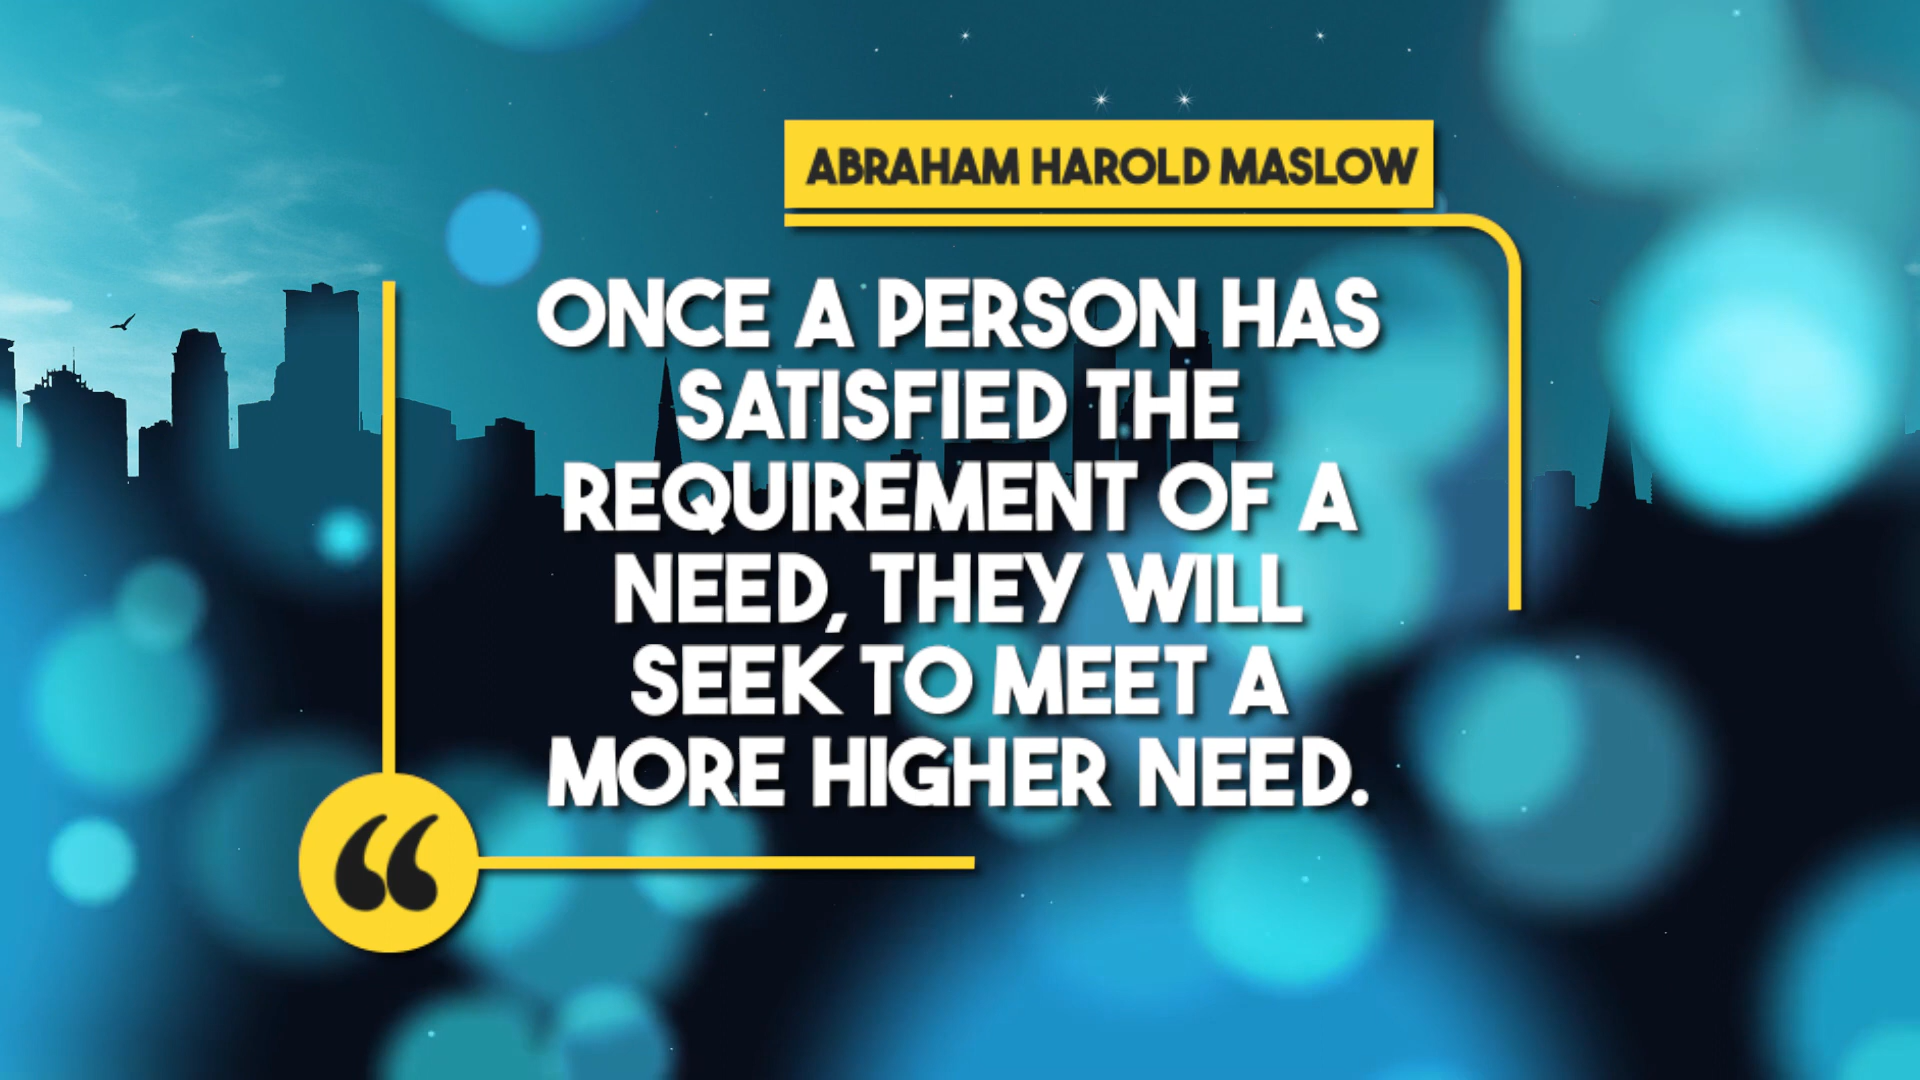 ABRAHAM HAROLD MASLOW
ONCE A PERSON HAS
SATISFIED THE
REQUIREMENT OF A
NEED, THEY WILL
SEEK TO MEET A
MORE HIGHER NEED.
“